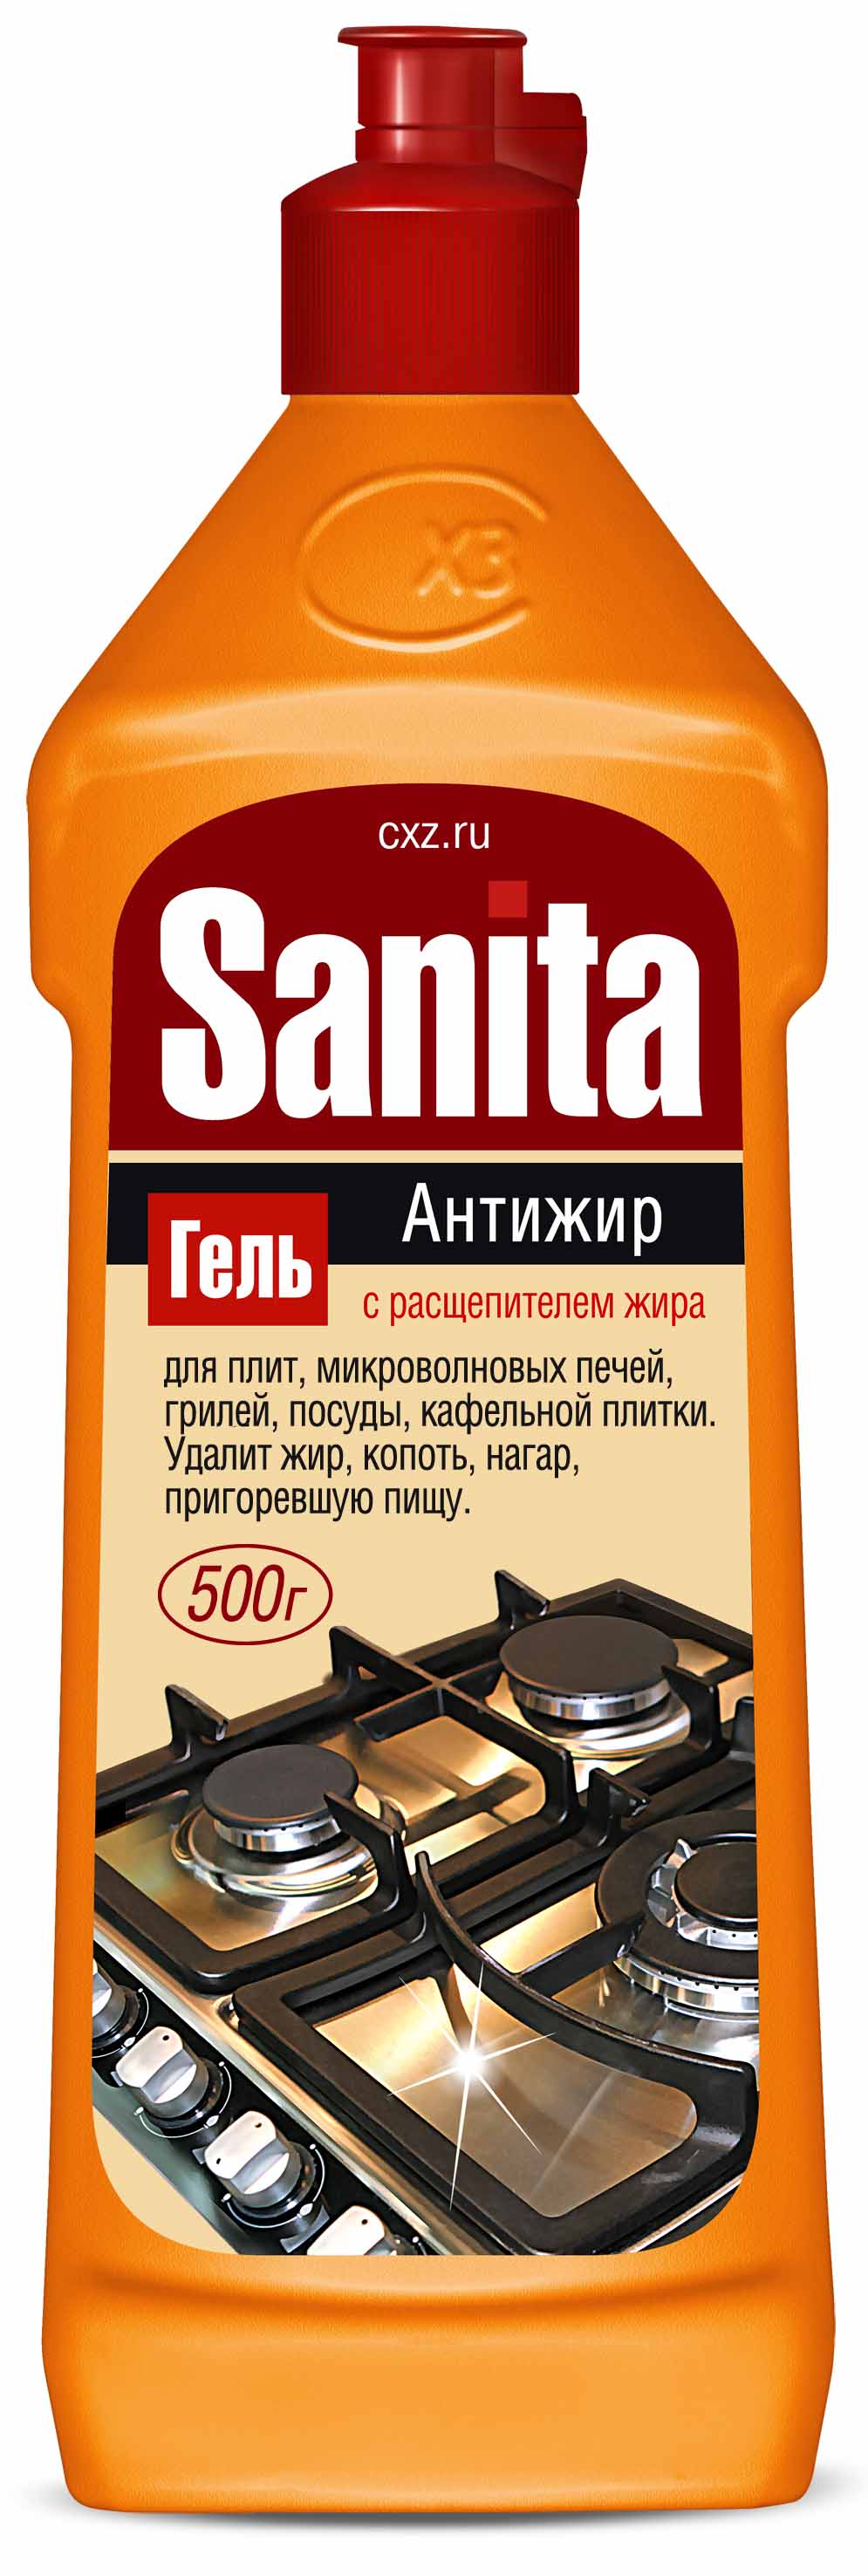 СХЗ
cxz.ru
Sanita
Антижир
Гель
с расщепителем жира
для плит, микроволновых печей,
грилей, посуды, кафельной плитки.
Удалит жир, копоть, нагар,
пригоревшую пищу.
500г